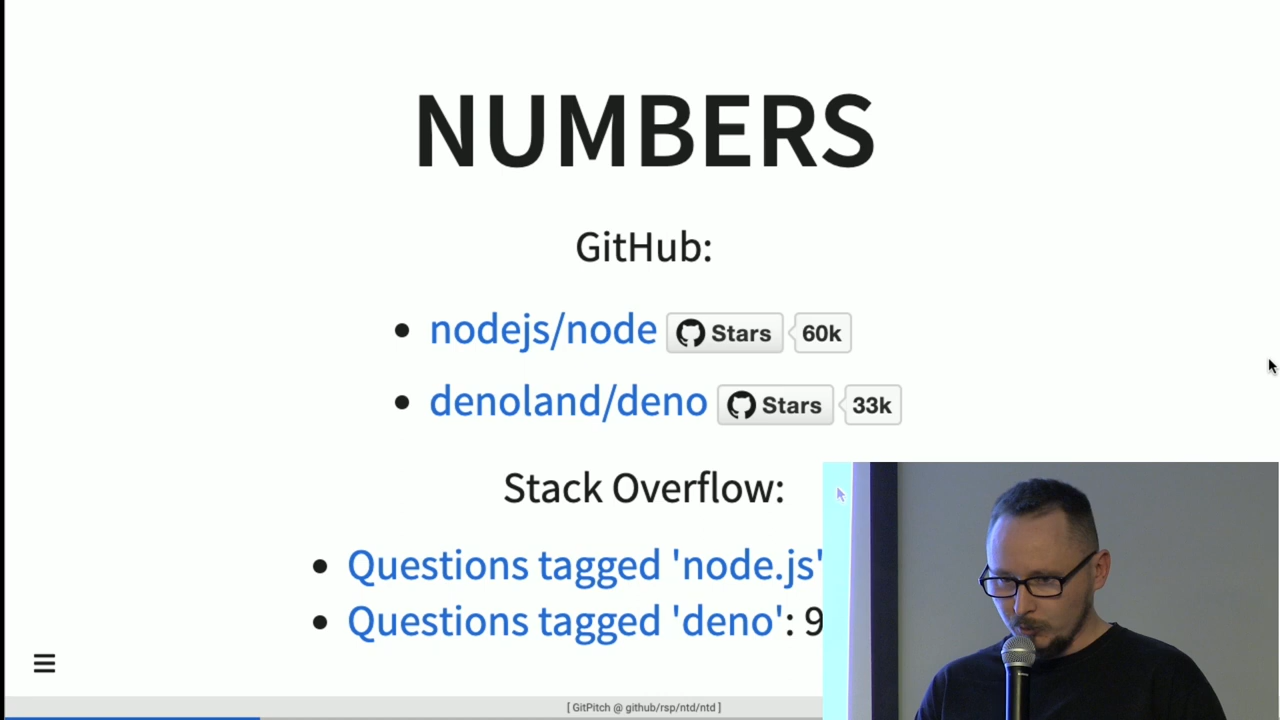 NUMBERS
GitHub:
• nodejs/node Stars 60k
• denoland/deno Stars 33k
Stack Overflow:
• Questions tagged 'node.js'
• Questions tagged 'deno': 9
[ GitPitch @ github/rsp/ntd/ntd ]